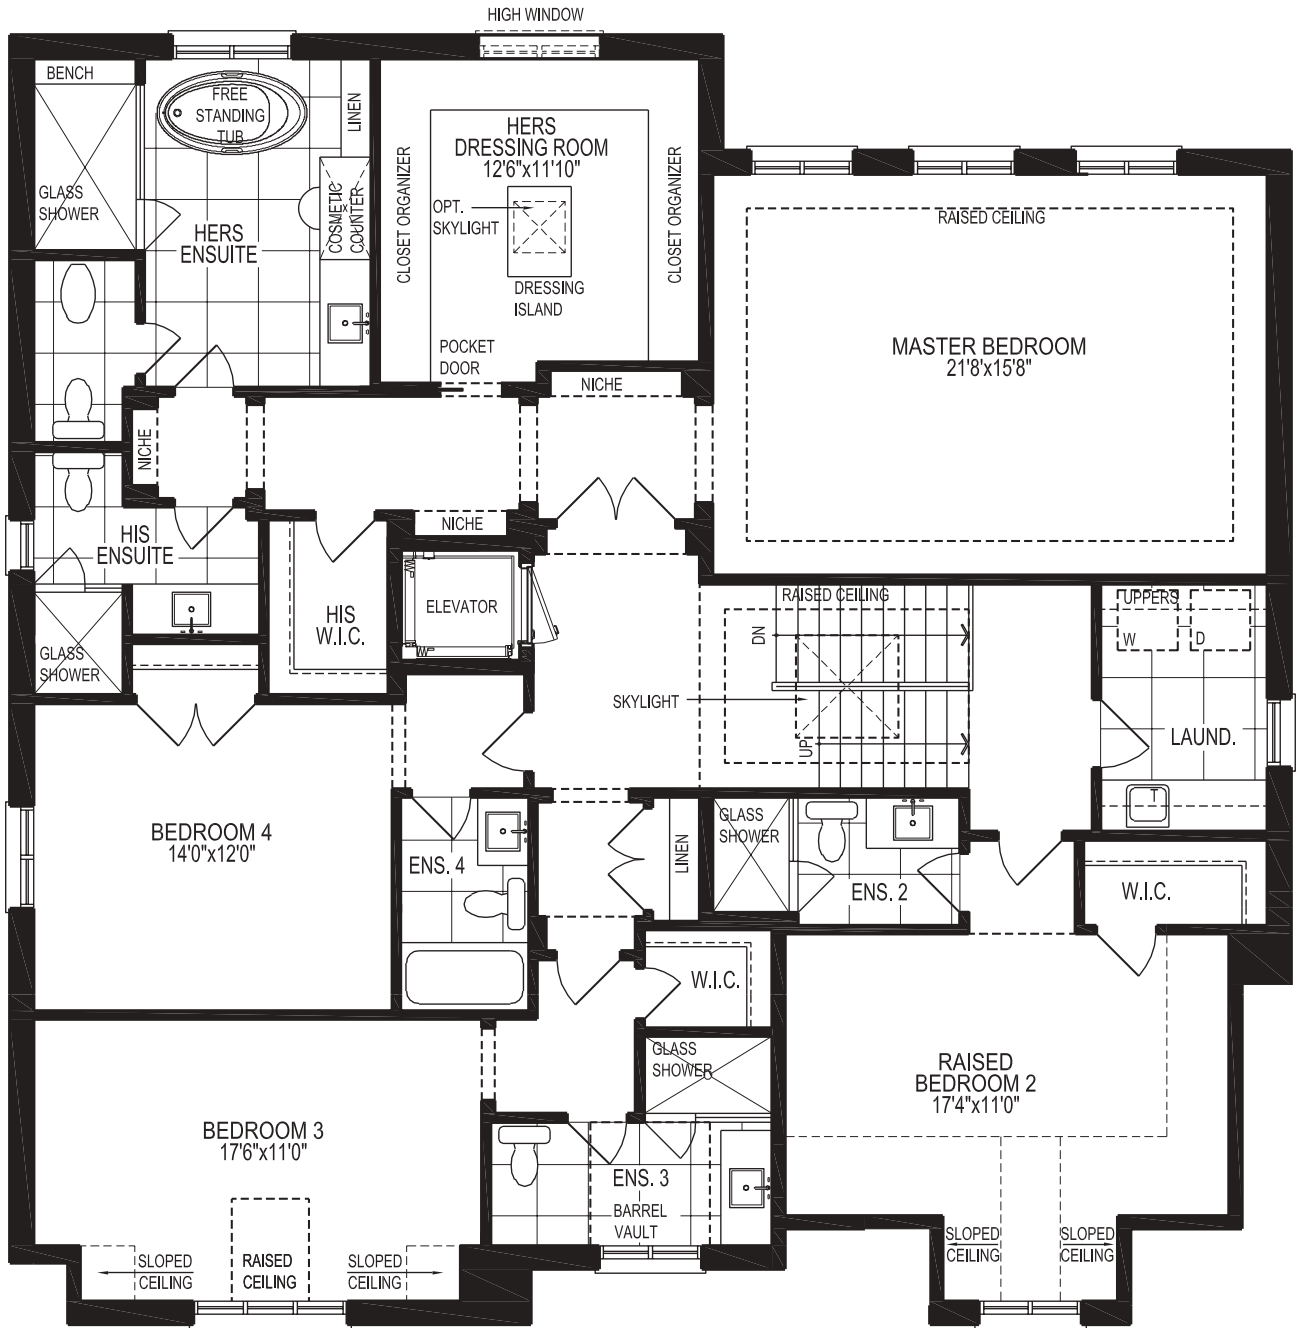 HIGH WINDOW
BENCH
FREE
STANDING
TUB
LINEN
GLASS
SHOWER
COSMETIC
COUNTER
HERS
ENSUITE
CLOSET ORGANIZER
HERS
DRESSING ROOM
12'6"x11'10"
OPT.
SKYLIGHT
DRESSING
ISLAND
CLOSET ORGANIZER
POCKET
DOOR
RAISED CEILING
MASTER BEDROOM
21'8'x15'8"
NICHE
NICHE
NICHE
HIS
ENSUITE
GLASS
SHOWER
HIS
W.I.C.
ELEVATOR
RAISED CEILING
DN
SKYLIGHT
UP
UPPERS
W
D
LAUND.
T
BEDROOM 4
14'0"x12'0"
ENS. 4
LINEN
GLASS
SHOWER
ENS. 2
W.I.C.
W.I.C.
GLASS
SHOWER
RAISED
BEDROOM 2
17'4"x11'0"
BEDROOM 3
17'6"x11'0"
ENS. 3
BARREL
VAULT
SLOPED
CEILING
RAISED
CEILING
SLOPED
CEILING
SLOPED
CEILING
SLOPED
CEILING